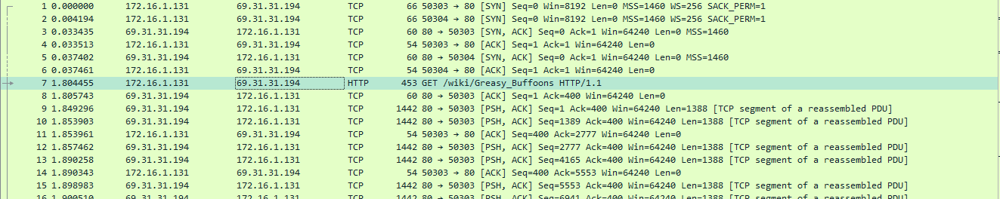 1 0.000000 172.16.1.131 69.31.31.194 TCP 66 50303 → 80 [SYN] Seq=0 Win=8192 Len=0 MSS=1460 WS=256 SACK_PERM=1
2 0.004194 172.16.1.131 69.31.31.194 TCP 66 50304 → 80 [SYN] Seq=0 Win=8192 Len=0 MSS=1460 WS=256 SACK_PERM=1
3 0.033435 69.31.31.194 172.16.1.131 TCP 60 80 → 50303 [SYN, ACK] Seq=0 Ack=1 Win=64240 Len=0 MSS=1460
4 0.033513 172.16.1.131 69.31.31.194 TCP 54 50303 → 80 [ACK] Seq=1 Ack=1 Win=64240 Len=0
5 0.037402 69.31.31.194 172.16.1.131 TCP 60 80 → 50304 [SYN, ACK] Seq=0 Ack=1 Win=64240 Len=0 MSS=1460
6 0.037461 172.16.1.131 69.31.31.194 TCP 54 50304 → 80 [ACK] Seq=1 Ack=1 Win=64240 Len=0
7 1.804455 172.16.1.131 69.31.31.194 HTTP 453 GET /wiki/Greasy_Buffoons HTTP/1.1
8 1.805743 69.31.31.194 172.16.1.131 TCP 60 80 → 50303 [ACK] Seq=1 Ack=400 Win=64240 Len=0
9 1.849296 69.31.31.194 172.16.1.131 TCP 1442 80 → 50303 [PSH, ACK] Seq=1 Ack=400 Win=64240 Len=1388 [TCP segment of a reassembled PDU]
10 1.853903 69.31.31.194 172.16.1.131 TCP 1442 80 → 50303 [PSH, ACK] Seq=1389 Ack=400 Win=64240 Len=1388 [TCP segment of a reassembled PDU]
11 1.853961 172.16.1.131 69.31.31.194 TCP 54 50303 → 80 [ACK] Seq=400 Ack=2777 Win=64240 Len=0
12 1.857462 69.31.31.194 172.16.1.131 TCP 1442 80 → 50303 [PSH, ACK] Seq=2777 Ack=400 Win=64240 Len=1388 [TCP segment of a reassembled PDU]
13 1.890258 69.31.31.194 172.16.1.131 TCP 1442 80 → 50303 [PSH, ACK] Seq=4165 Ack=400 Win=64240 Len=1388 [TCP segment of a reassembled PDU]
14 1.890343 172.16.1.131 69.31.31.194 TCP 54 50303 → 80 [ACK] Seq=400 Ack=5553 Win=64240 Len=0
15 1.898983 69.31.31.194 172.16.1.131 TCP 1442 80 → 50303 [PSH, ACK] Seq=5553 Ack=400 Win=64240 Len=1388 [TCP segment of a reassembled PDU]
16 1.900510 69.31.31.194 172.16.1.131 TCP 1442 80 → 50303 [PSH, ACK] Seq=6941 Ack=400 Win=64240 Len=1388 [TCP segment of a reassembled PDU]